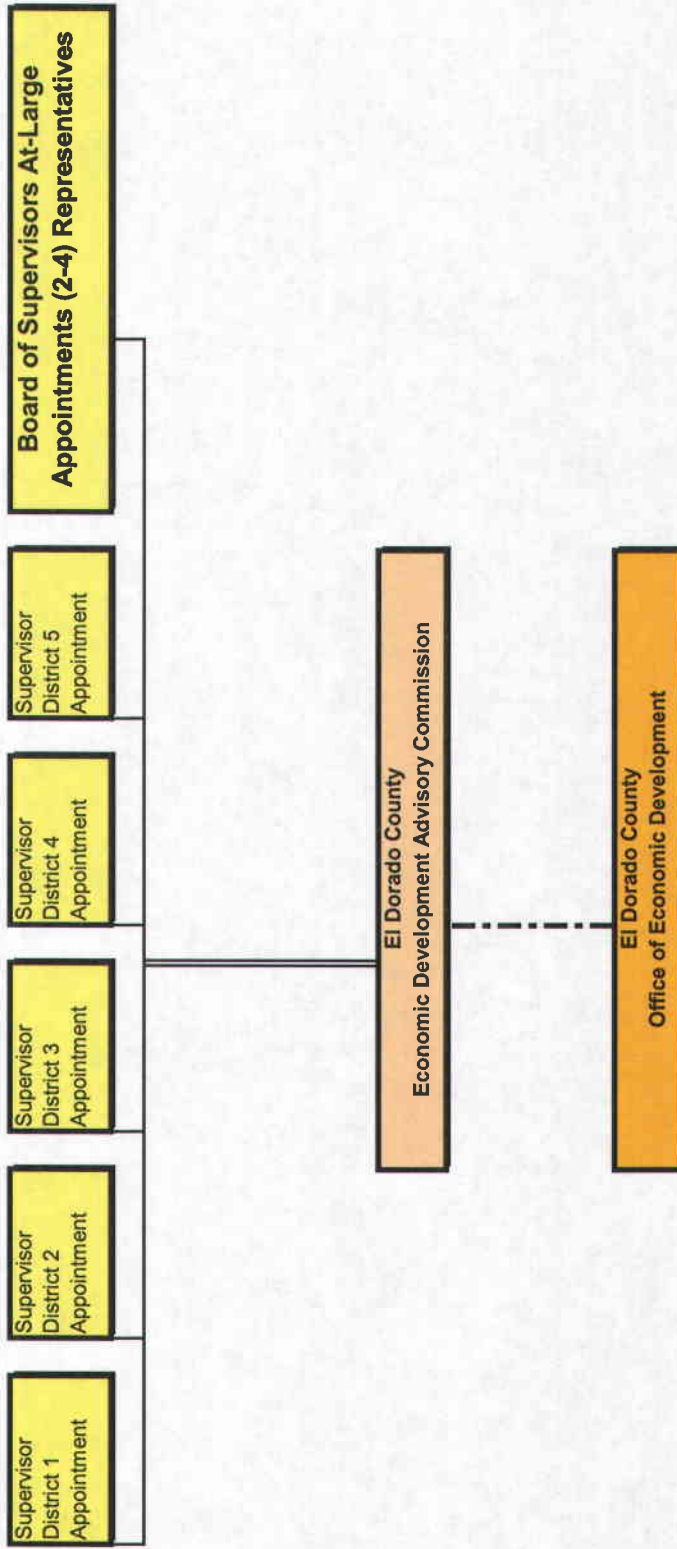 Supervisor
District 1
Appointment
Supervisor
District 2
Appointment
Supervisor
District 3
Appointment
Supervisor
District 4
Appointment
Supervisor
District 5
Appointment
Board of Supervisors At-Large
Appointments (2-4) Representatives
El Dorado County
Economic Development Advisory Commission
El Dorado County
Office of Economic Development